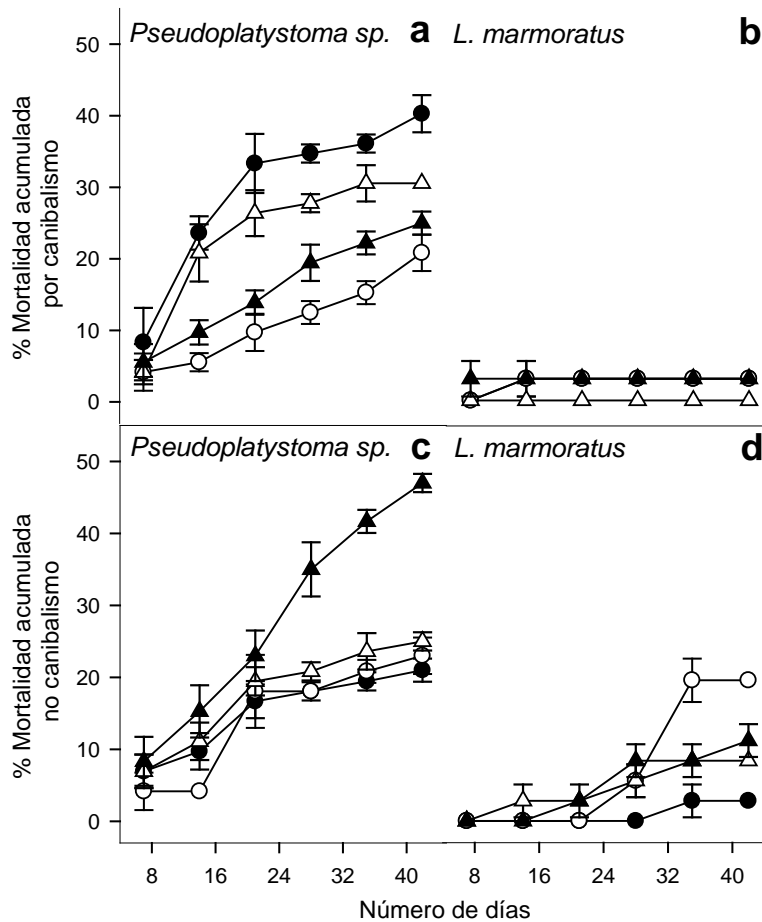 Pseudoplatystoma sp. a
L. marmoratus b
% Mortalidad acumulada
por canibalismo
50
40
30
20
10
0
Pseudoplatystoma sp. c
L. marmoratus d
% Mortalidad acumulada
no canibalismo
50
40
30
20
10
0
8 16 24 32 40 8 16 24 32 40
Número de días